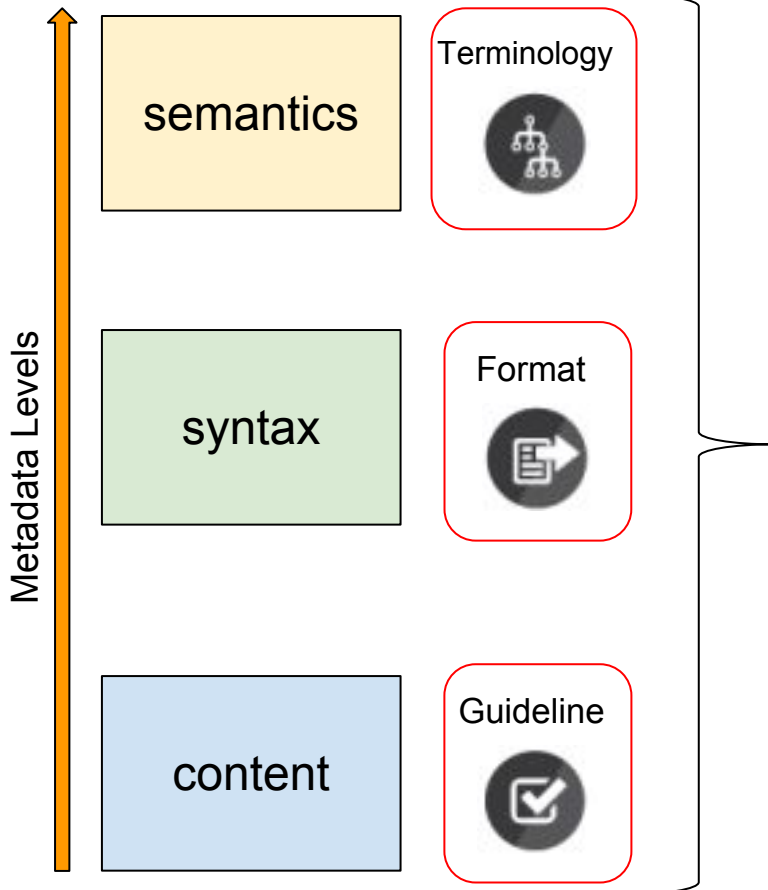 Metadata Levels
semantics
Terminology
syntax
Format
content
Guideline